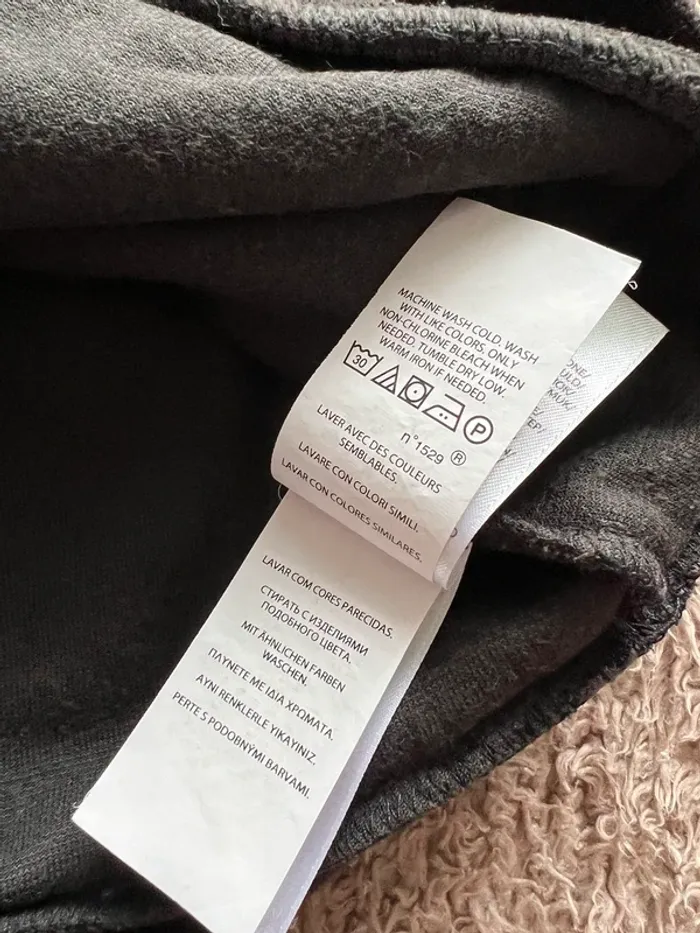 MACHINE WASH COLD. WASH
WITH LIKE COLORS. ONLY
NON-CHLORINE BLEACH WHEN
NEEDED. TUMBLE DRY LOW.
WARM IRON IF NEEDED.
30 P
n°1529 ®
LAVER AVEC DES COULEURS
SEMBLABLES.
LAVARE CON COLORI SIMILI.
LAVAR CON COLORES SIMILARES.
LAVAR COM CORES PARECIDAS.
СТИРАТЬ С ИЗДЕЛИЯМИ
ПОДОБНОГО ЦВЕТА.
MIT ÄHNLICHEN FARBEN
WASCHEN.
ΠΛΥΝΕΤΕ ΜΕ ΙΔΙΑ ΧΡΩΜΑΤΑ.
AYNI RENKLERLE YIKAYINIZ.
PERTE S PODOBNÝMI BARVAMI.